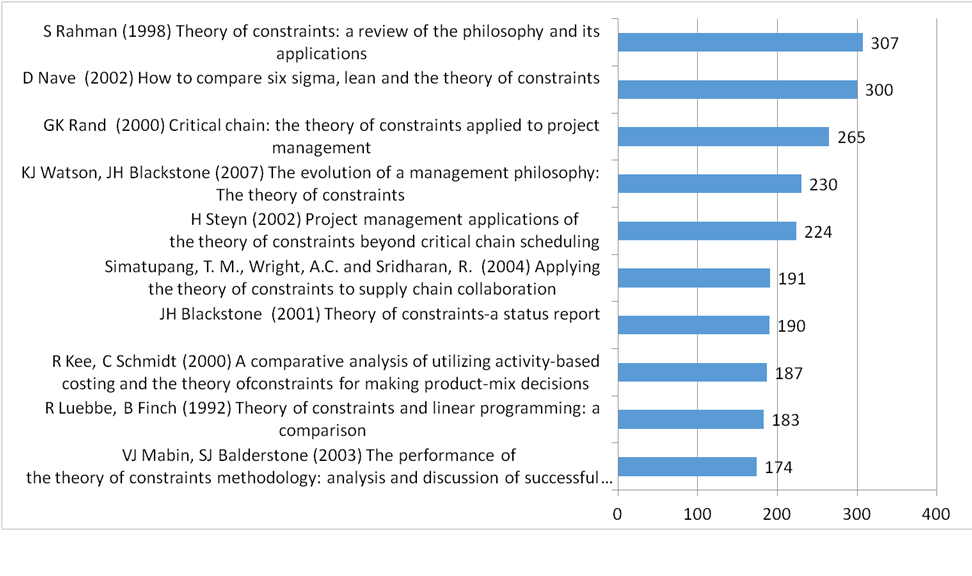 S Rahman (1998) Theory of constraints: a review of the philosophy and its
applications
307
D Nave (2002) How to compare six sigma, lean and the theory of constraints
300
GK Rand (2000) Critical chain: the theory of constraints applied to project
management
265
KJ Watson, JH Blackstone (2007) The evolution of a management philosophy:
The theory of constraints
230
H Steyn (2002) Project management applications of
the theory of constraints beyond critical chain scheduling
224
Simatupang, T. M., Wright, A.C. and Sridharan, R. (2004) Applying
the theory of constraints to supply chain collaboration
191
JH Blackstone (2001) Theory of constraints-a status report
190
R Kee, C Schmidt (2000) A comparative analysis of utilizing activity-based
costing and the theory ofconstraints for making product-mix decisions
187
R Luebbe, B Finch (1992) Theory of constraints and linear programming: a
comparison
183
VJ Mabin, SJ Balderstone (2003) The performance of
the theory of constraints methodology: analysis and discussion of successful...
174
0 100 200 300 400